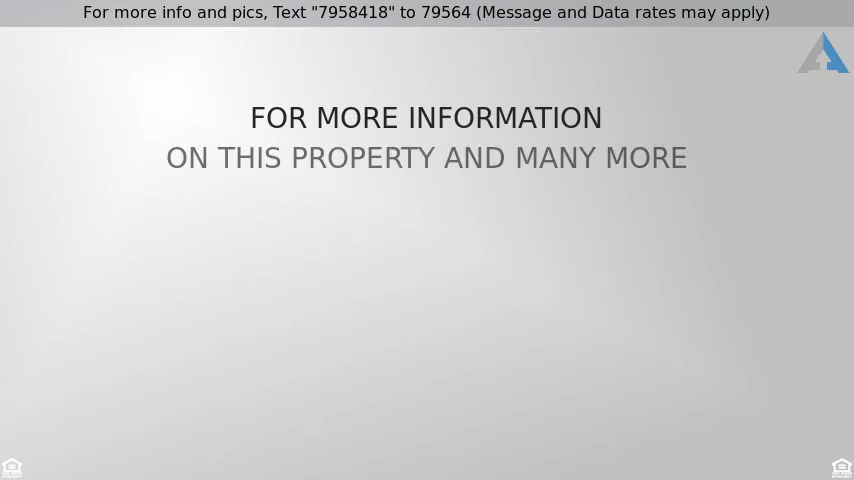 For more info and pics, Text "7958418" to 79564 (Message and Data rates may apply)
FOR MORE INFORMATION
ON THIS PROPERTY AND MANY MORE